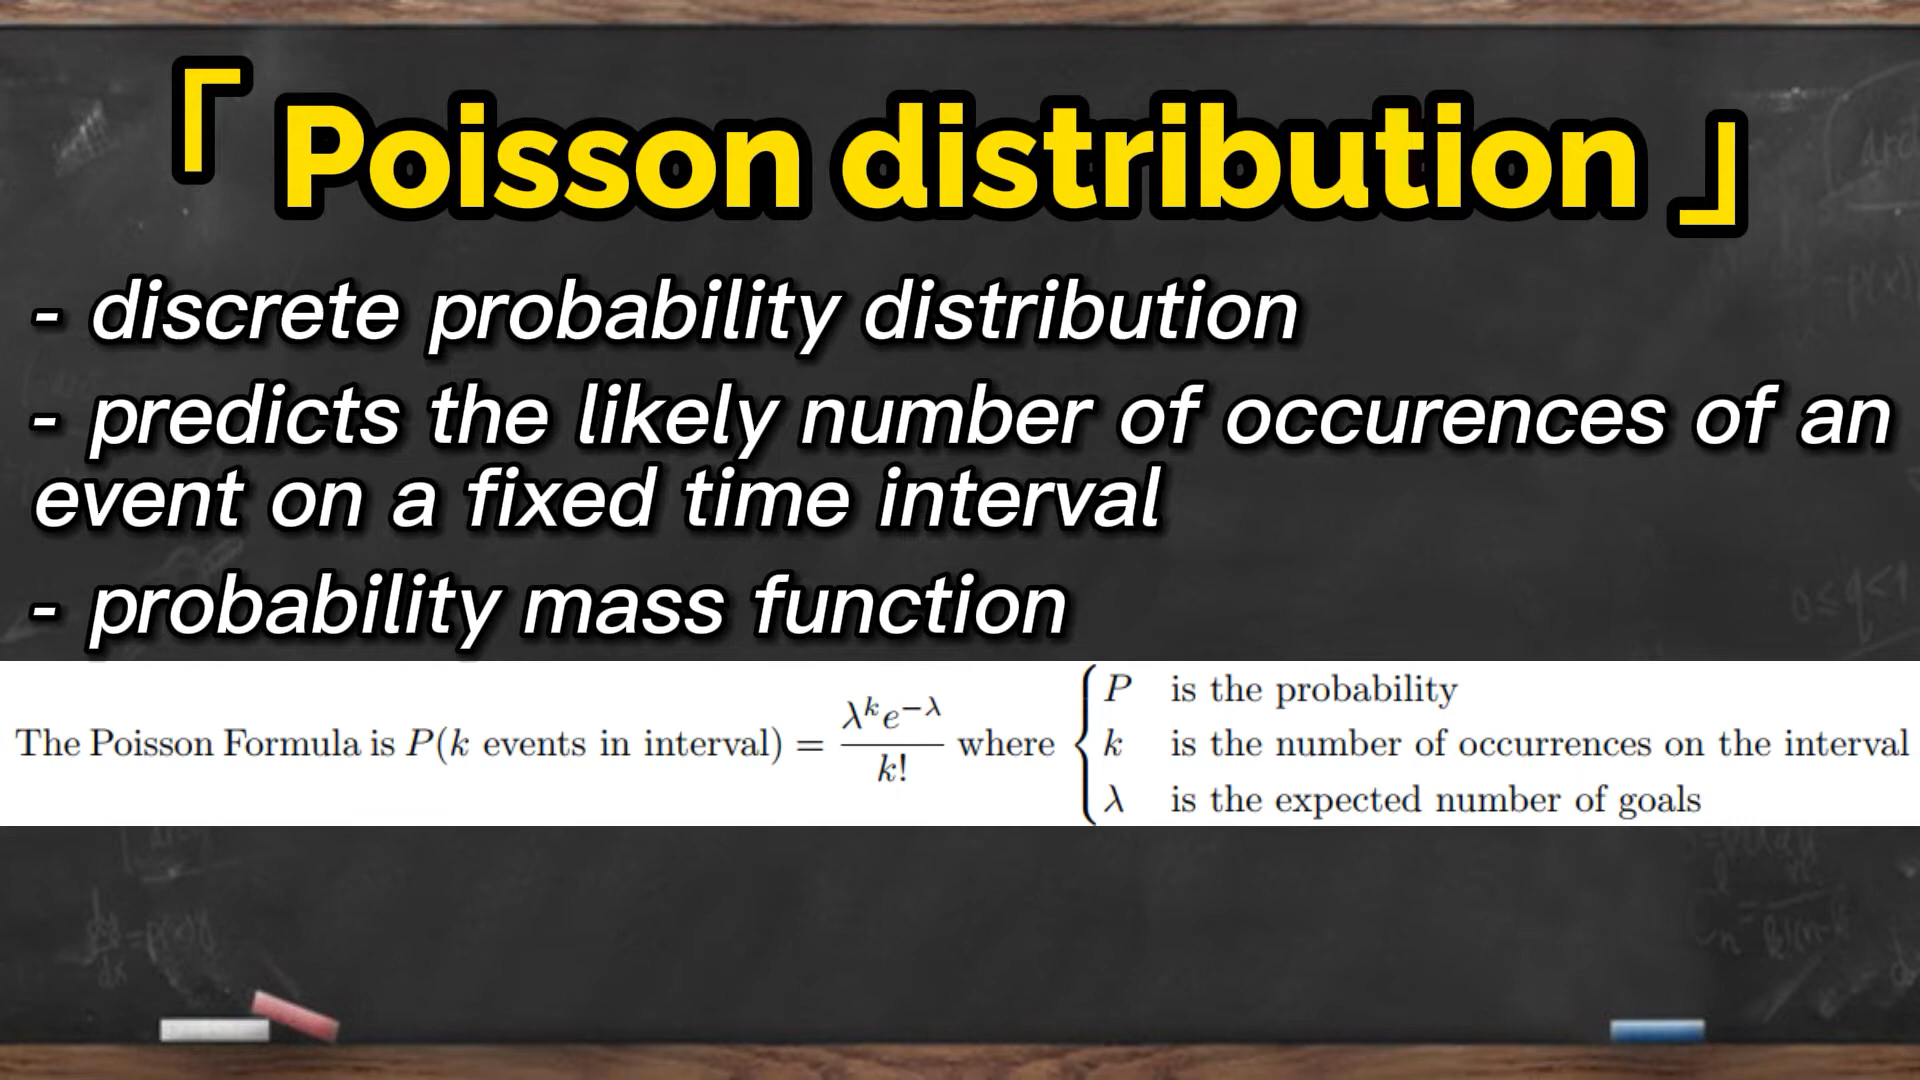 「 Poisson distribution 」
- discrete probability distribution
- predicts the likely number of occurences of an
event on a fixed time interval
- probability mass function
The Poisson Formula is P(k events in interval) = λ^k e^−λ / k! where { P is the probability
k is the number of occurrences on the interval
λ is the expected number of goals